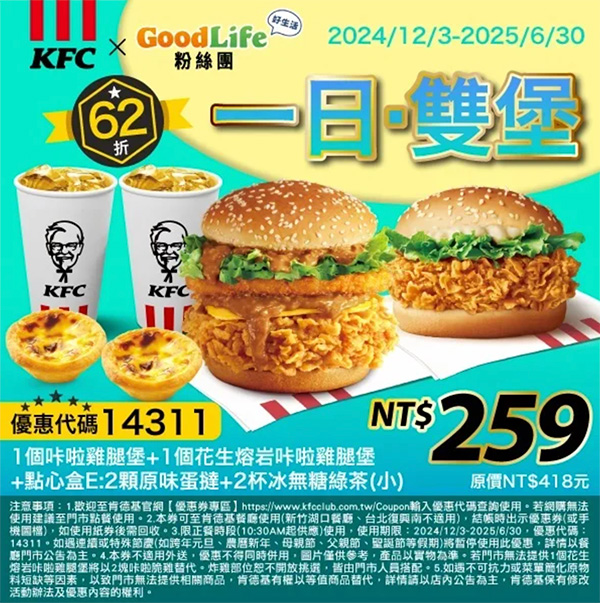 KFC × GoodLife 好生活
粉絲團
2024/12/3-2025/6/30
62
折
一日·雙堡
KFC
KFC
優惠代碼14311
NT$259
1個咔啦雞腿堡+1個花生熔岩咔啦雞腿堡
+點心盒E:2顆原味蛋撻+2杯冰無糖綠茶(小)
原價NT$418元
注意事項：1.歡迎至肯德基官網【優惠券專區】https://www.kfcclub.com.tw/Coupon輸入優惠代碼查詢使用。若網購無法
使用建議至門市點餐使用。2.本券可至肯德基餐廳使用(新竹湖口餐廳、台北復興南不適用)，結帳時出示優惠券(或手
機圖檔)，如使用紙券後需回收。3.限正餐時段(10:30AM起供應)使用，使用期限：2024/12/3-2025/6/30，優惠代碼：
14311。如遇連續或特殊節慶(如跨年元旦、農曆新年、母親節、父親節、聖誕節等假期)將暫停使用此優惠，詳情以餐
廳門市公告為主。4.本券不適用外送，優惠不得同時併用，圖片僅供參考，產品以實物為準。若門市無法提供1個花生
熔岩咔啦雞腿堡將以2塊咔啦脆雞替代。炸雞部位恕不開放挑選，皆由門市人員搭配。5.如遇不可抗力或菜單簡化原物
料短缺等因素，以致門市無法提供相關商品，肯德基有權以等值商品替代，詳情請以店內公告為主，肯德基保有修改
活動辦法及優惠內容的權利。